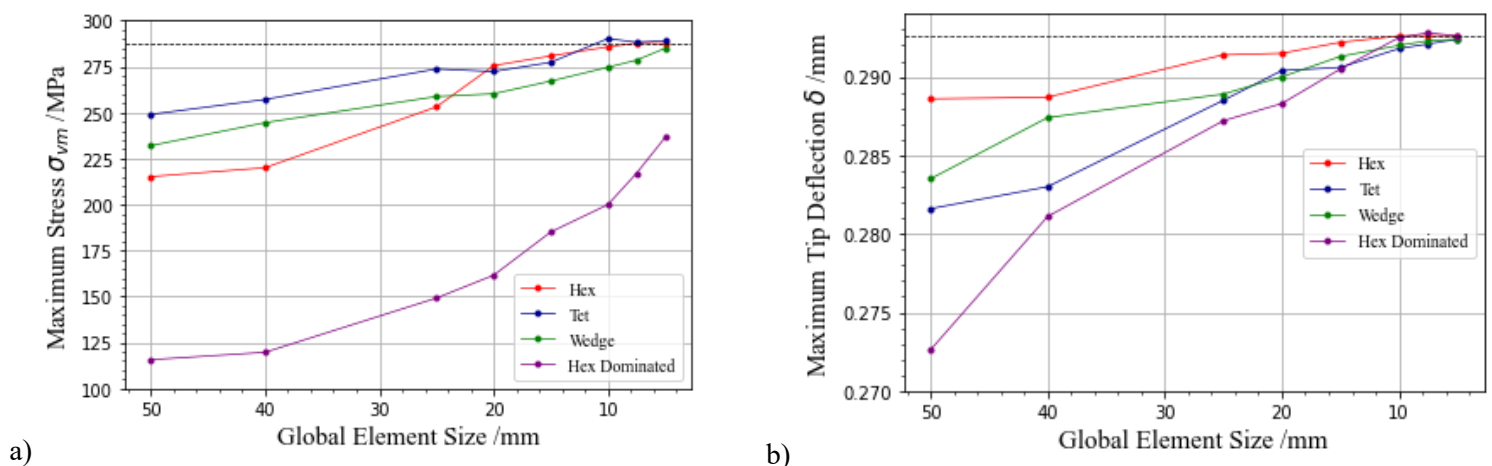 300
275
250
225
200
175
150
125
100
Maximum Stress σvm /MPa
50 40 30 20 10
Global Element Size /mm
Hex
Tet
Wedge
Hex Dominated
a)
0.290
0.285
0.280
0.275
0.270
Maximum Tip Deflection δ /mm
50 40 30 20 10
Global Element Size /mm
Hex
Tet
Wedge
Hex Dominated
b)